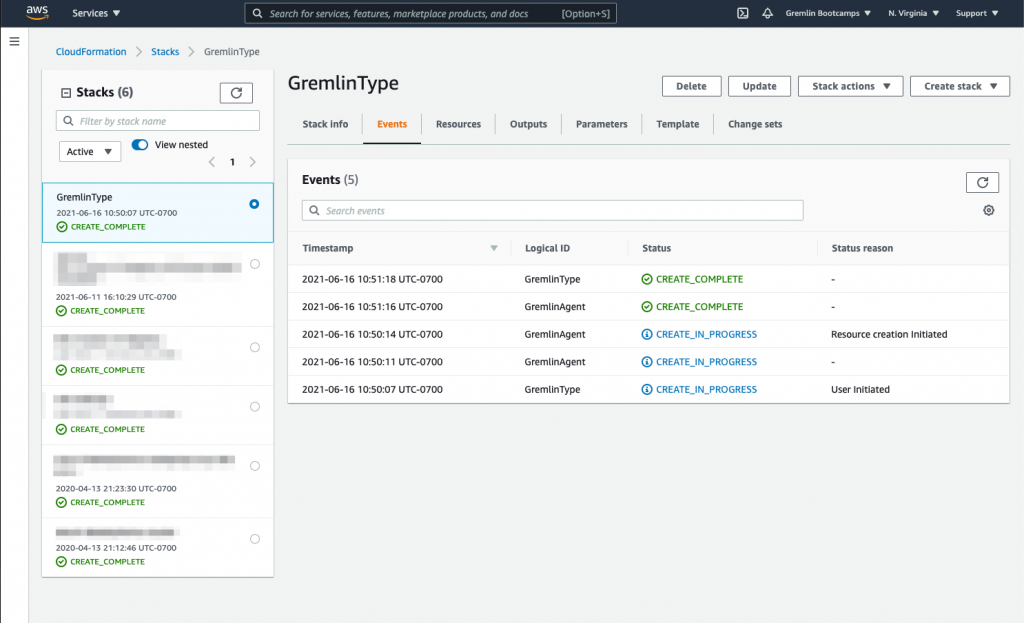 aws Services Search for services, features, marketplace products, and docs [Option+S] Gremlin Bootcamps N. Virginia Support
CloudFormation Stacks GremlinType
Stacks (6)
Filter by stack name
Active View nested
1
GremlinType
2021-06-16 10:50:07 UTC-0700
CREATE_COMPLETE
2021-06-11 16:10:29 UTC-0700
CREATE_COMPLETE
CREATE_COMPLETE
CREATE_COMPLETE
2020-04-13 21:23:30 UTC-0700
CREATE_COMPLETE
2020-04-13 21:12:46 UTC-0700
CREATE_COMPLETE
GremlinType
Delete Update Stack actions Create stack
Stack info Events Resources Outputs Parameters Template Change sets
Events (5)
Search events
Timestamp Logical ID Status Status reason
2021-06-16 10:51:18 UTC-0700 GremlinType CREATE_COMPLETE -
2021-06-16 10:51:16 UTC-0700 GremlinAgent CREATE_COMPLETE -
2021-06-16 10:50:14 UTC-0700 GremlinAgent CREATE_IN_PROGRESS Resource creation Initiated
2021-06-16 10:50:11 UTC-0700 GremlinAgent CREATE_IN_PROGRESS -
2021-06-16 10:50:07 UTC-0700 GremlinType CREATE_IN_PROGRESS User Initiated